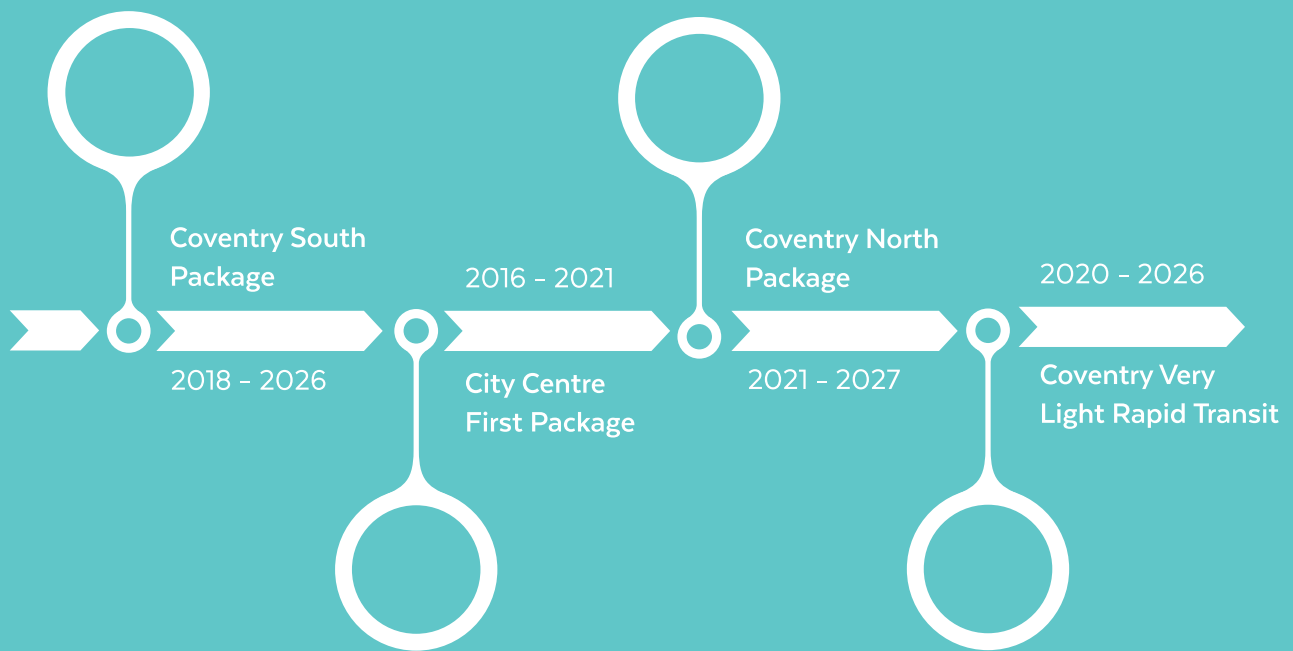 Coventry South
Package
2018 – 2026
2016 – 2021
City Centre
First Package
Coventry North
Package
2021 – 2027
2020 – 2026
Coventry Very
Light Rapid Transit